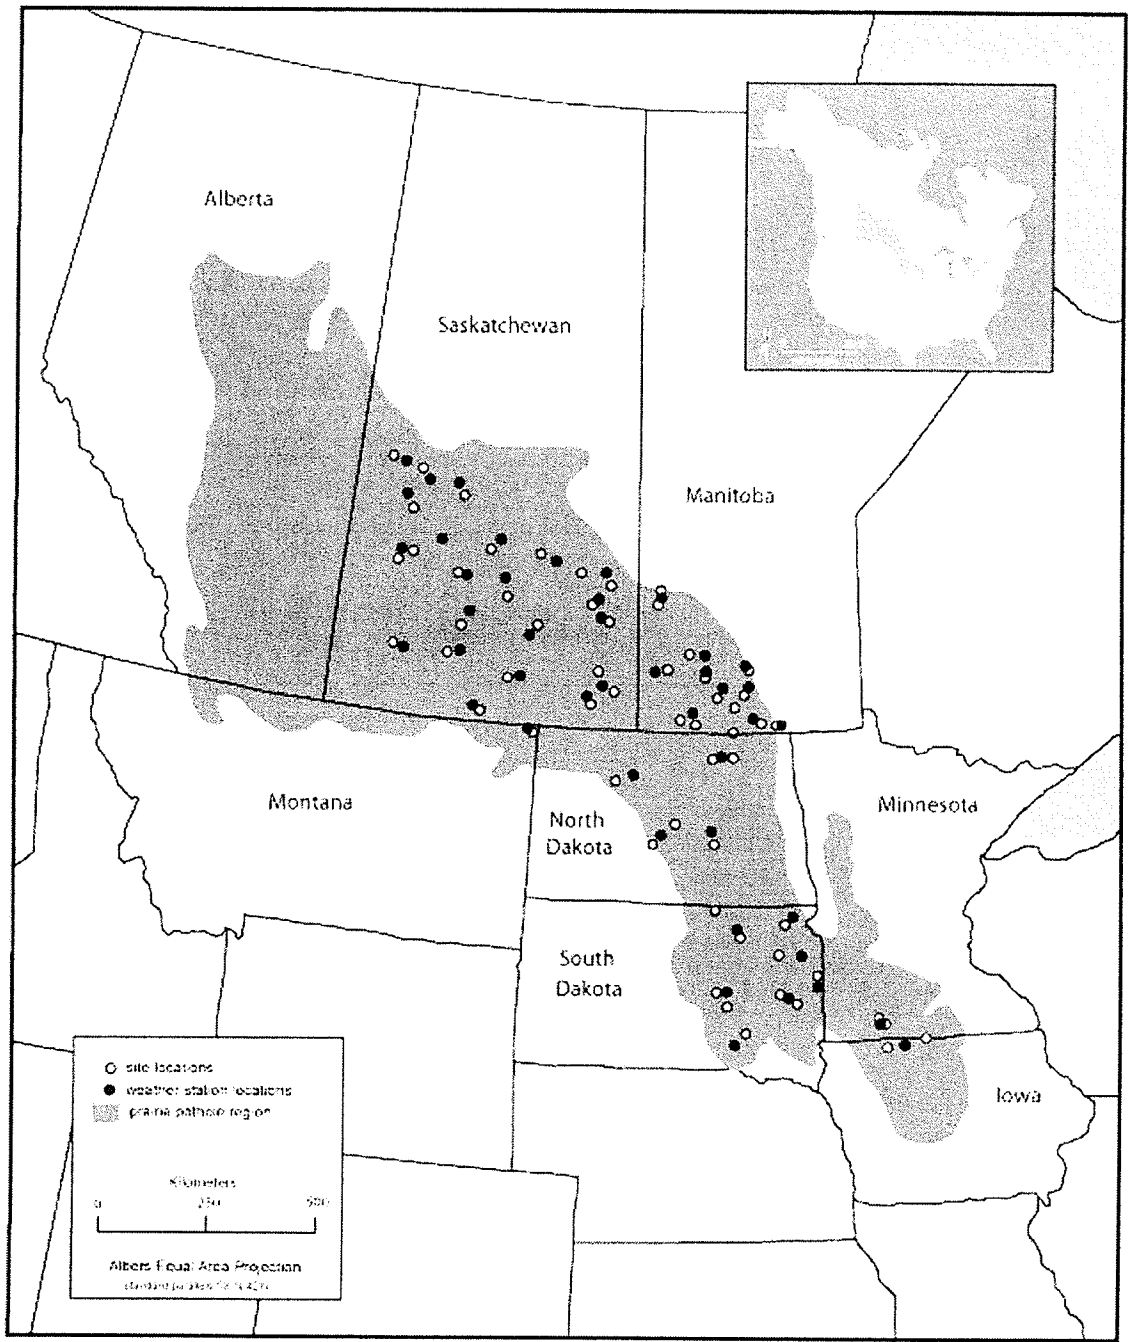 Alberta
Saskatchewan
Manitoba
Montana
North
Dakota
Minnesota
South
Dakota
Iowa
site locations
weather station locations
prairie pothole region
Kilometers
0 250 500
Albers Equal Area Projection